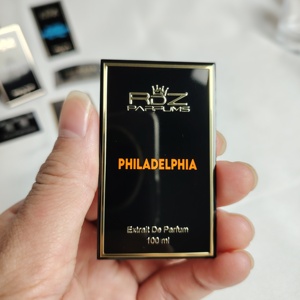 RDZ
PARFUMS
PHILADELPHIA
Extrait De Parfum
100 ml